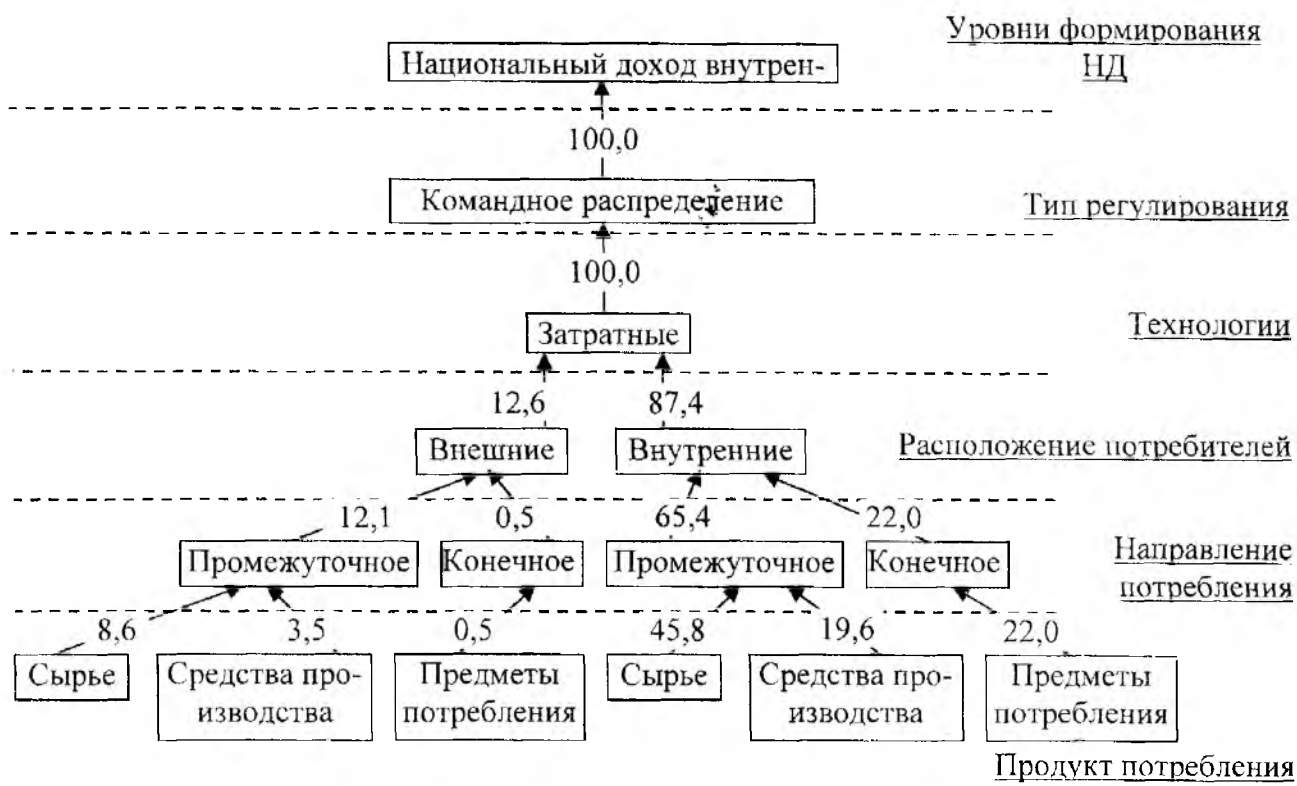 Уровни формирования
НД
Национальный доход внутрен-
100,0
Командное распределение
Тип регулирования
100,0
Затратные
Технологии
12,6 87,4
Внешние Внутренние
Расположение потребителей
12,1 0,5 65,4 22,0
Промежуточное Конечное Промежуточное Конечное
Направление
потребления
8,6 3,5 0,5 45,8 19,6 22,0
Сырье Средства про- Предметы Сырье Средства про- Предметы
изводства потребления изводства потребления
Продукт потребления